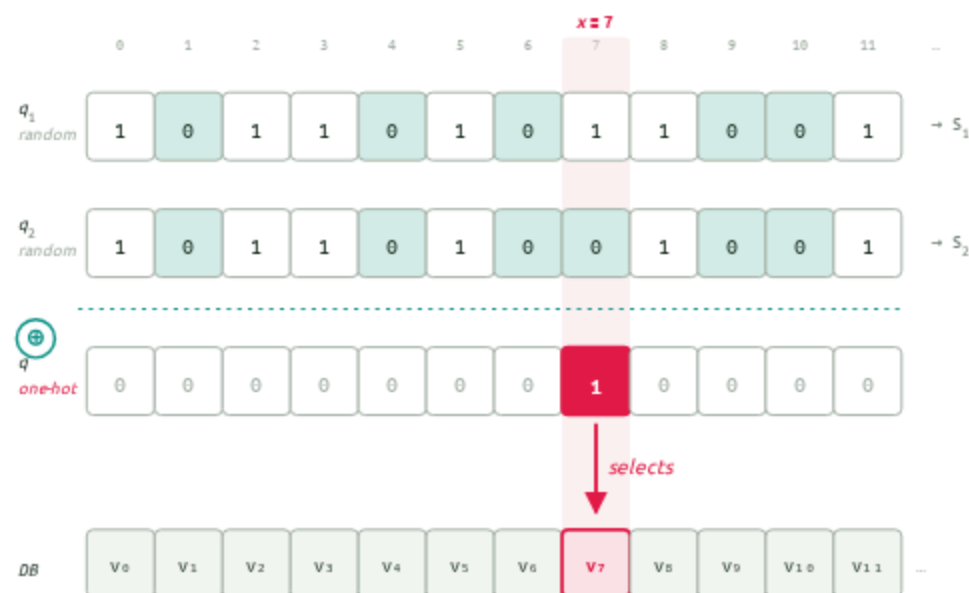 x = 7
0 1 2 3 4 5 6 7 8 9 10 11 …
q₁
random
1 0 1 1 0 1 0 1 1 0 0 1 → S₁
q₂
random
1 0 1 1 0 1 0 0 1 0 0 1 → S₂
⊕
q
one-hot
0 0 0 0 0 0 0 1 0 0 0 0
selects
DB V₀ V₁ V₂ V₃ V₄ V₅ V₆ V₇ V₈ V₉ V₁₀ V₁₁ …